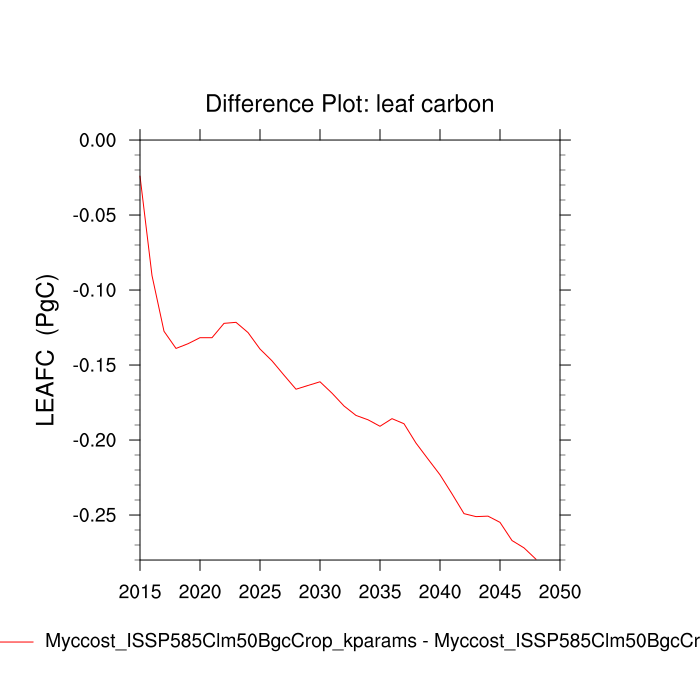 Difference Plot: leaf carbon
0.00
-0.05
-0.10
-0.15
-0.20
-0.25
LEAFC (PgC)
2015 2020 2025 2030 2035 2040 2045 2050
Myccost_ISSP585Clm50BgcCrop_kparams - Myccost_ISSP585Clm50BgcCr